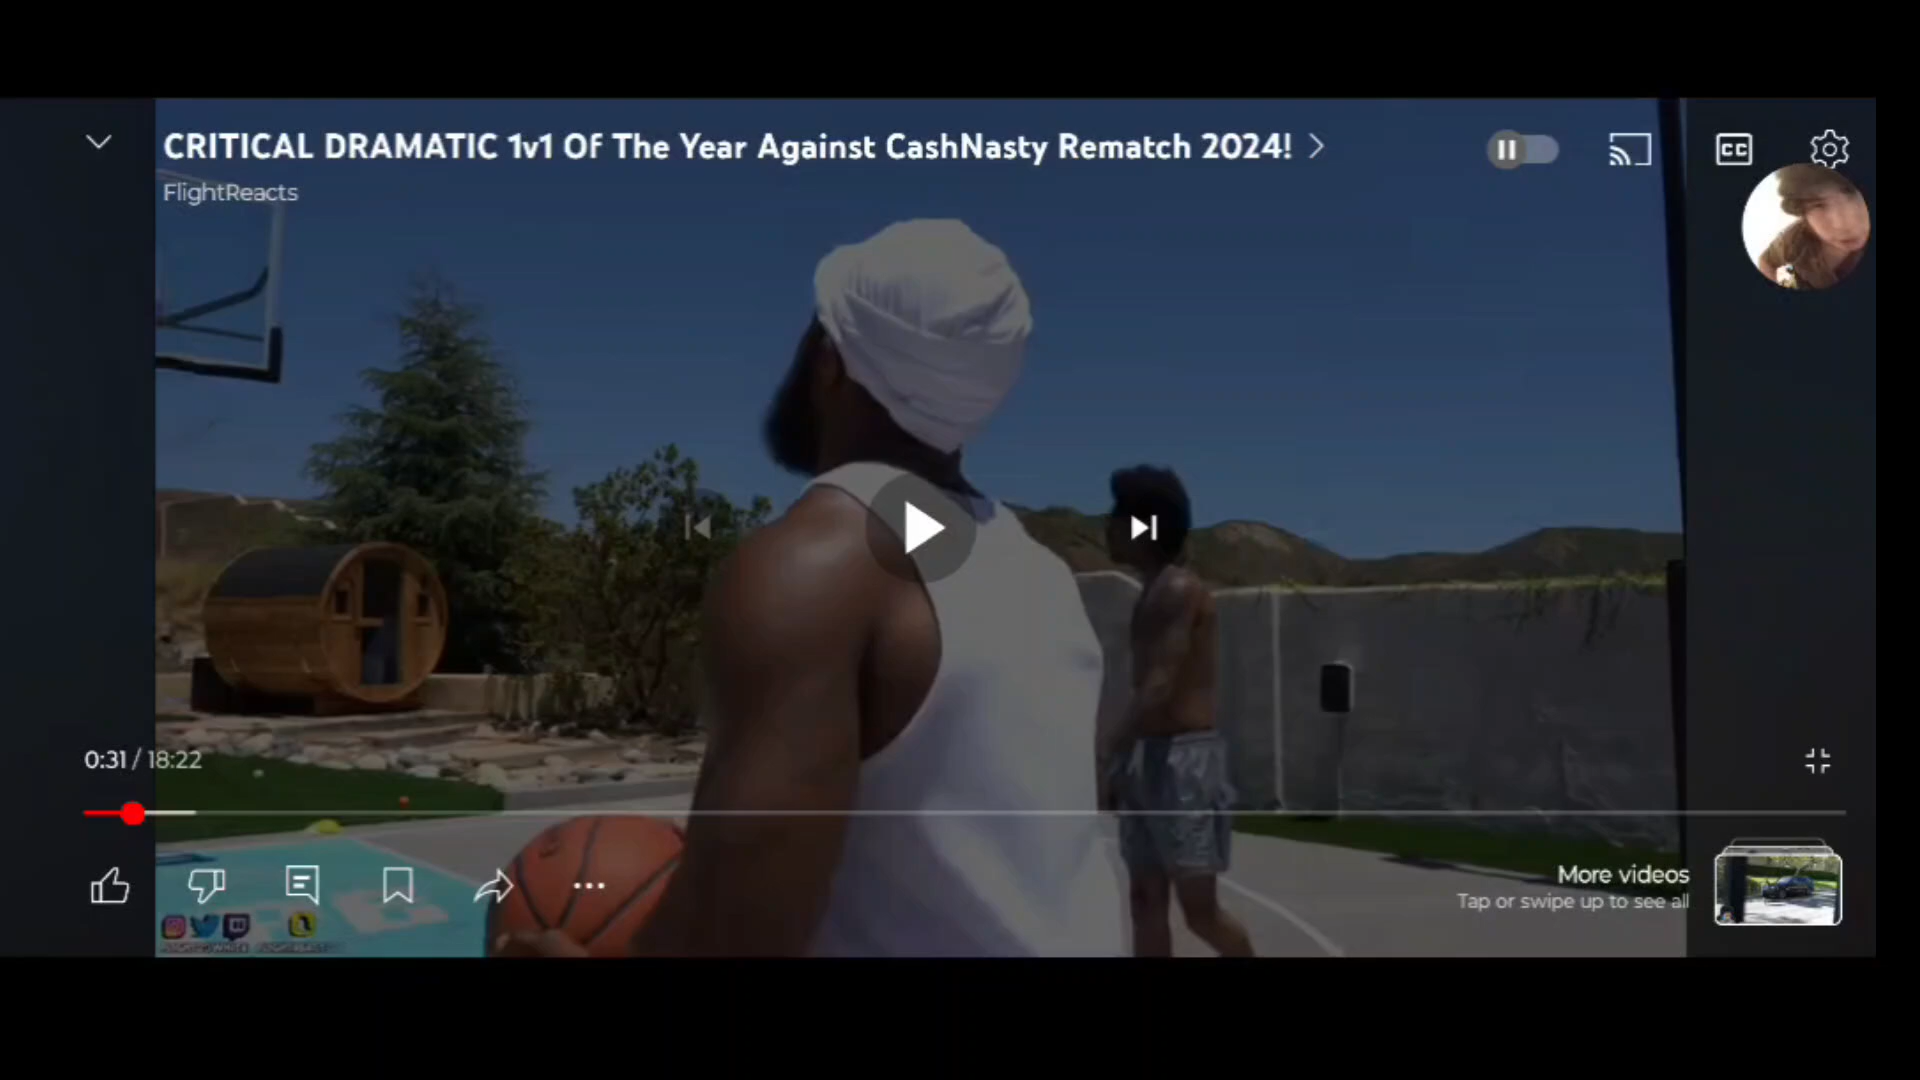 CRITICAL DRAMATIC 1v1 Of The Year Against CashNasty Rematch 2024!
FlightReacts
CC
0:31 / 18:22
More videos
Tap or swipe up to see all